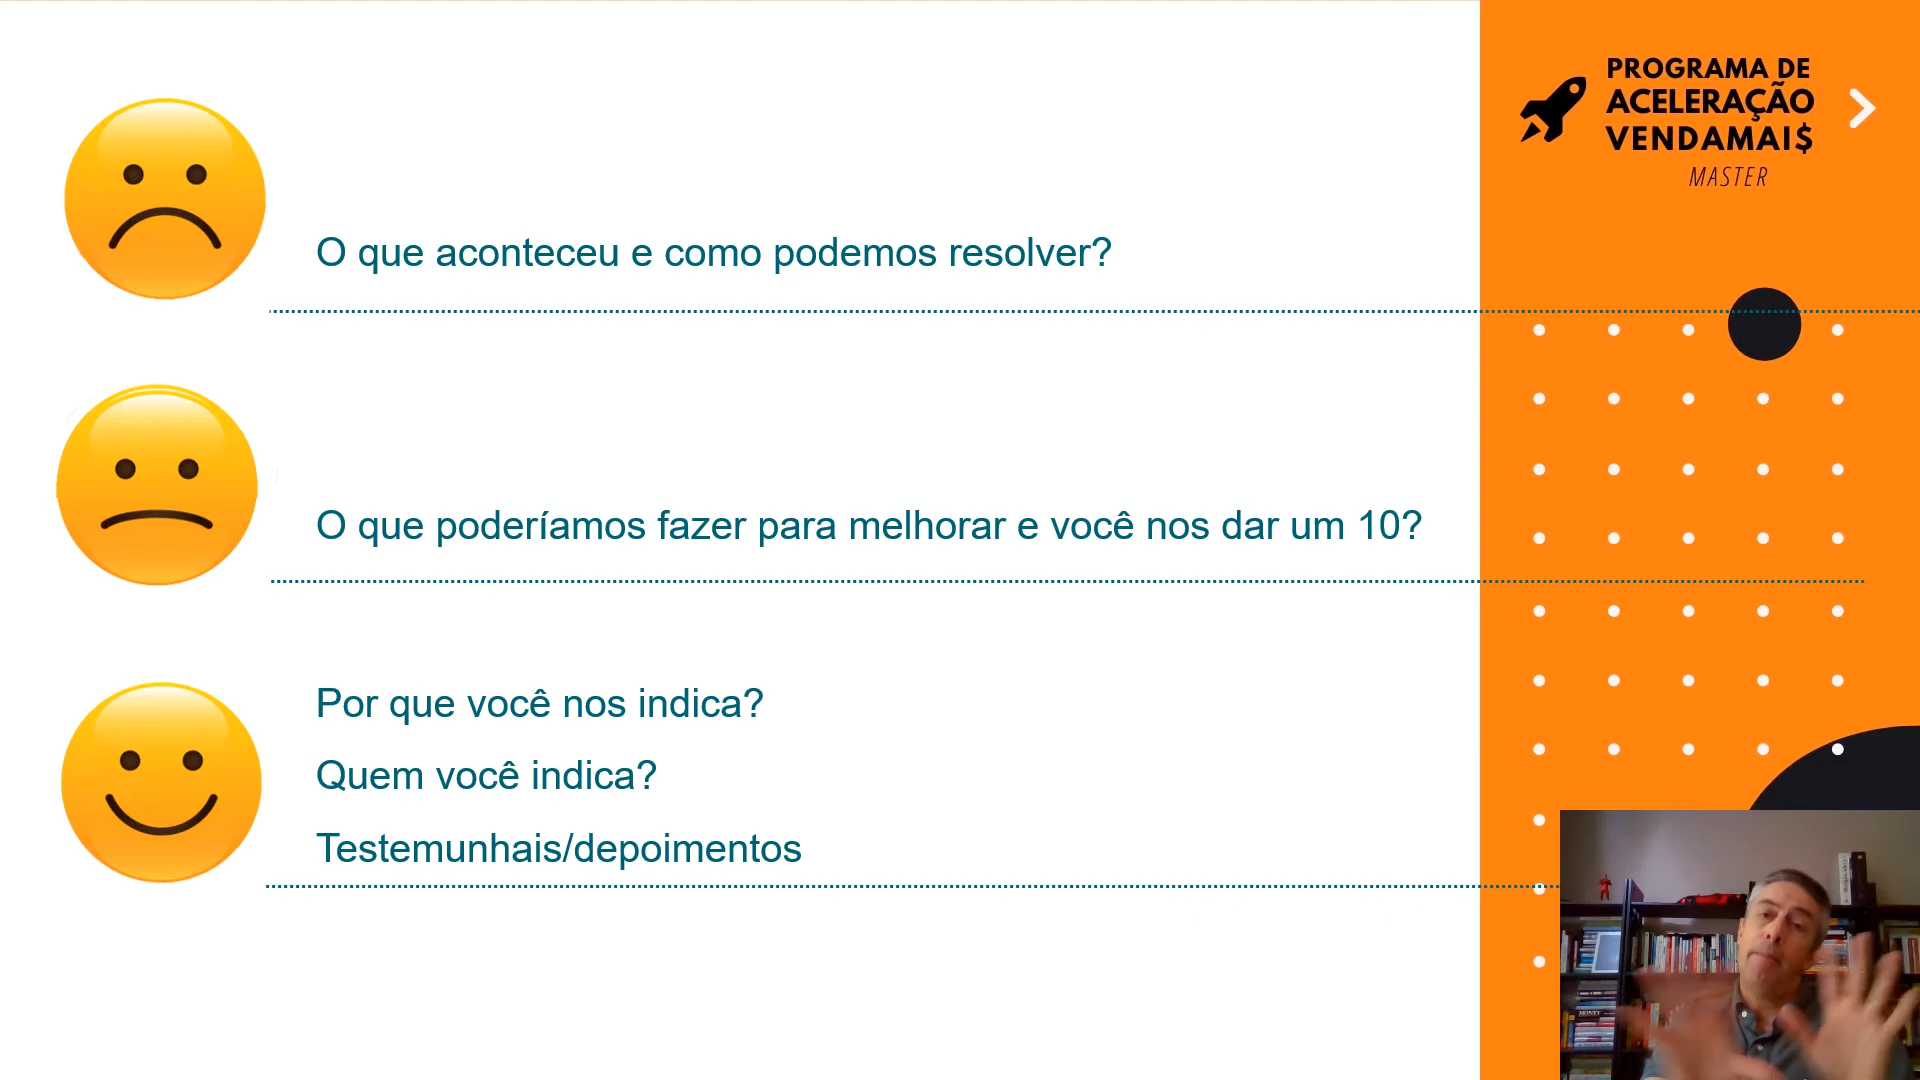 PROGRAMA DE
ACELERAÇÃO
VENDAMAI$
MASTER
O que aconteceu e como podemos resolver?
O que poderíamos fazer para melhorar e você nos dar um 10?
Por que você nos indica?
Quem você indica?
Testemunhais/depoimentos
MONEY